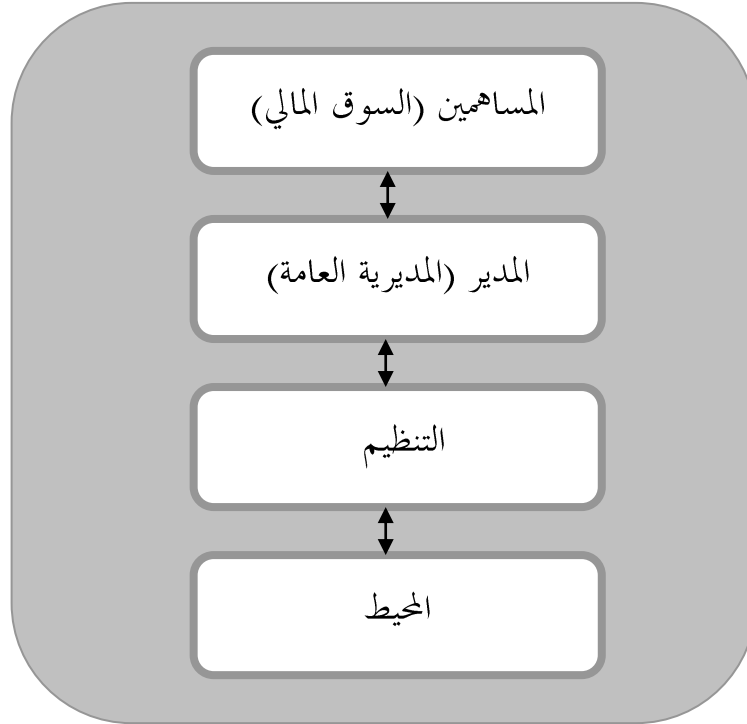 المساهمين (السوق المالي)
المدير (المديرية العامة)
التنظيم
المحيط